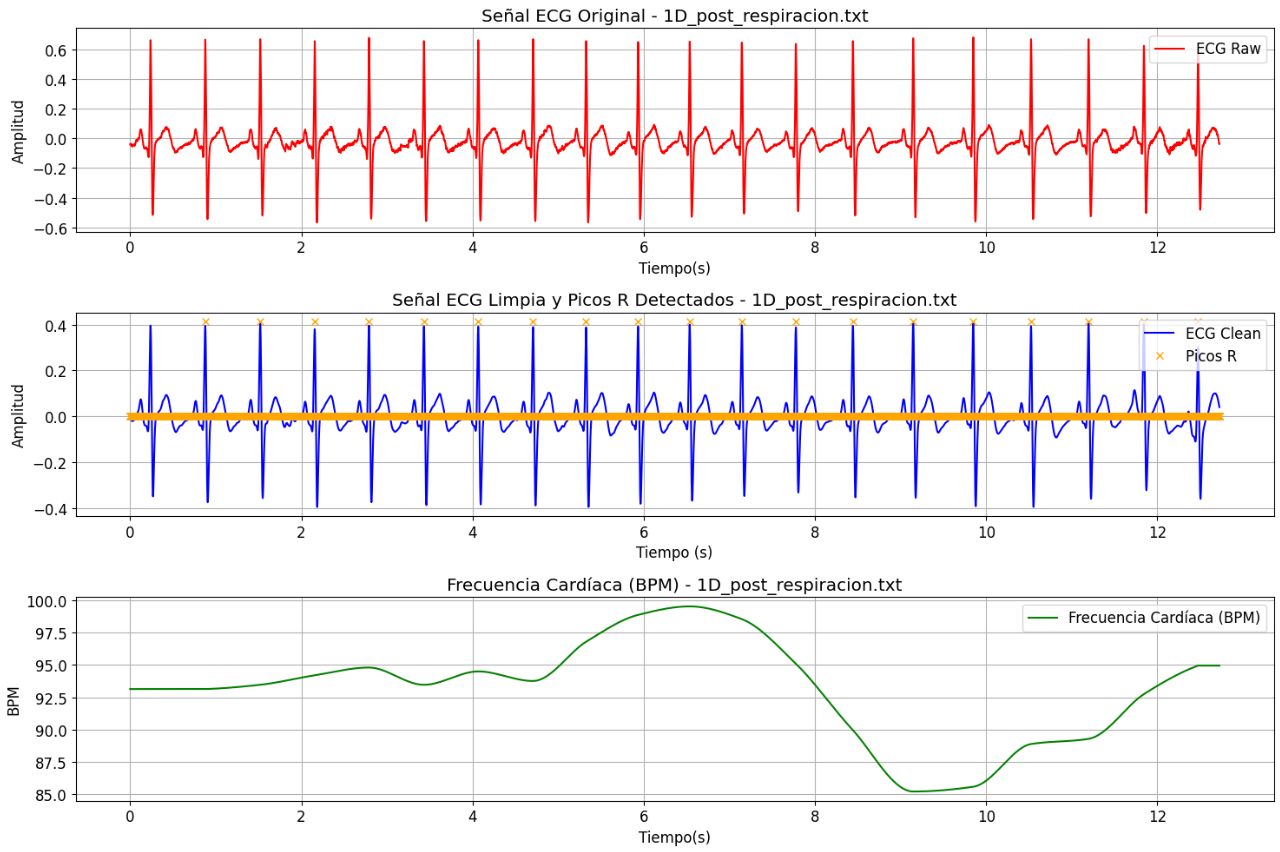 Señal ECG Original - 1D_post_respiracion.txt
ECG Raw
Amplitud
0.6
0.4
0.2
0.0
−0.2
−0.4
−0.6
0 2 4 6 8 10 12
Tiempo(s)
Señal ECG Limpia y Picos R Detectados - 1D_post_respiracion.txt
ECG Clean
Picos R
Amplitud
0.4
0.2
0.0
−0.2
−0.4
0 2 4 6 8 10 12
Tiempo (s)
Frecuencia Cardíaca (BPM) - 1D_post_respiracion.txt
Frecuencia Cardíaca (BPM)
BPM
100.0
97.5
95.0
92.5
90.0
87.5
85.0
0 2 4 6 8 10 12
Tiempo(s)